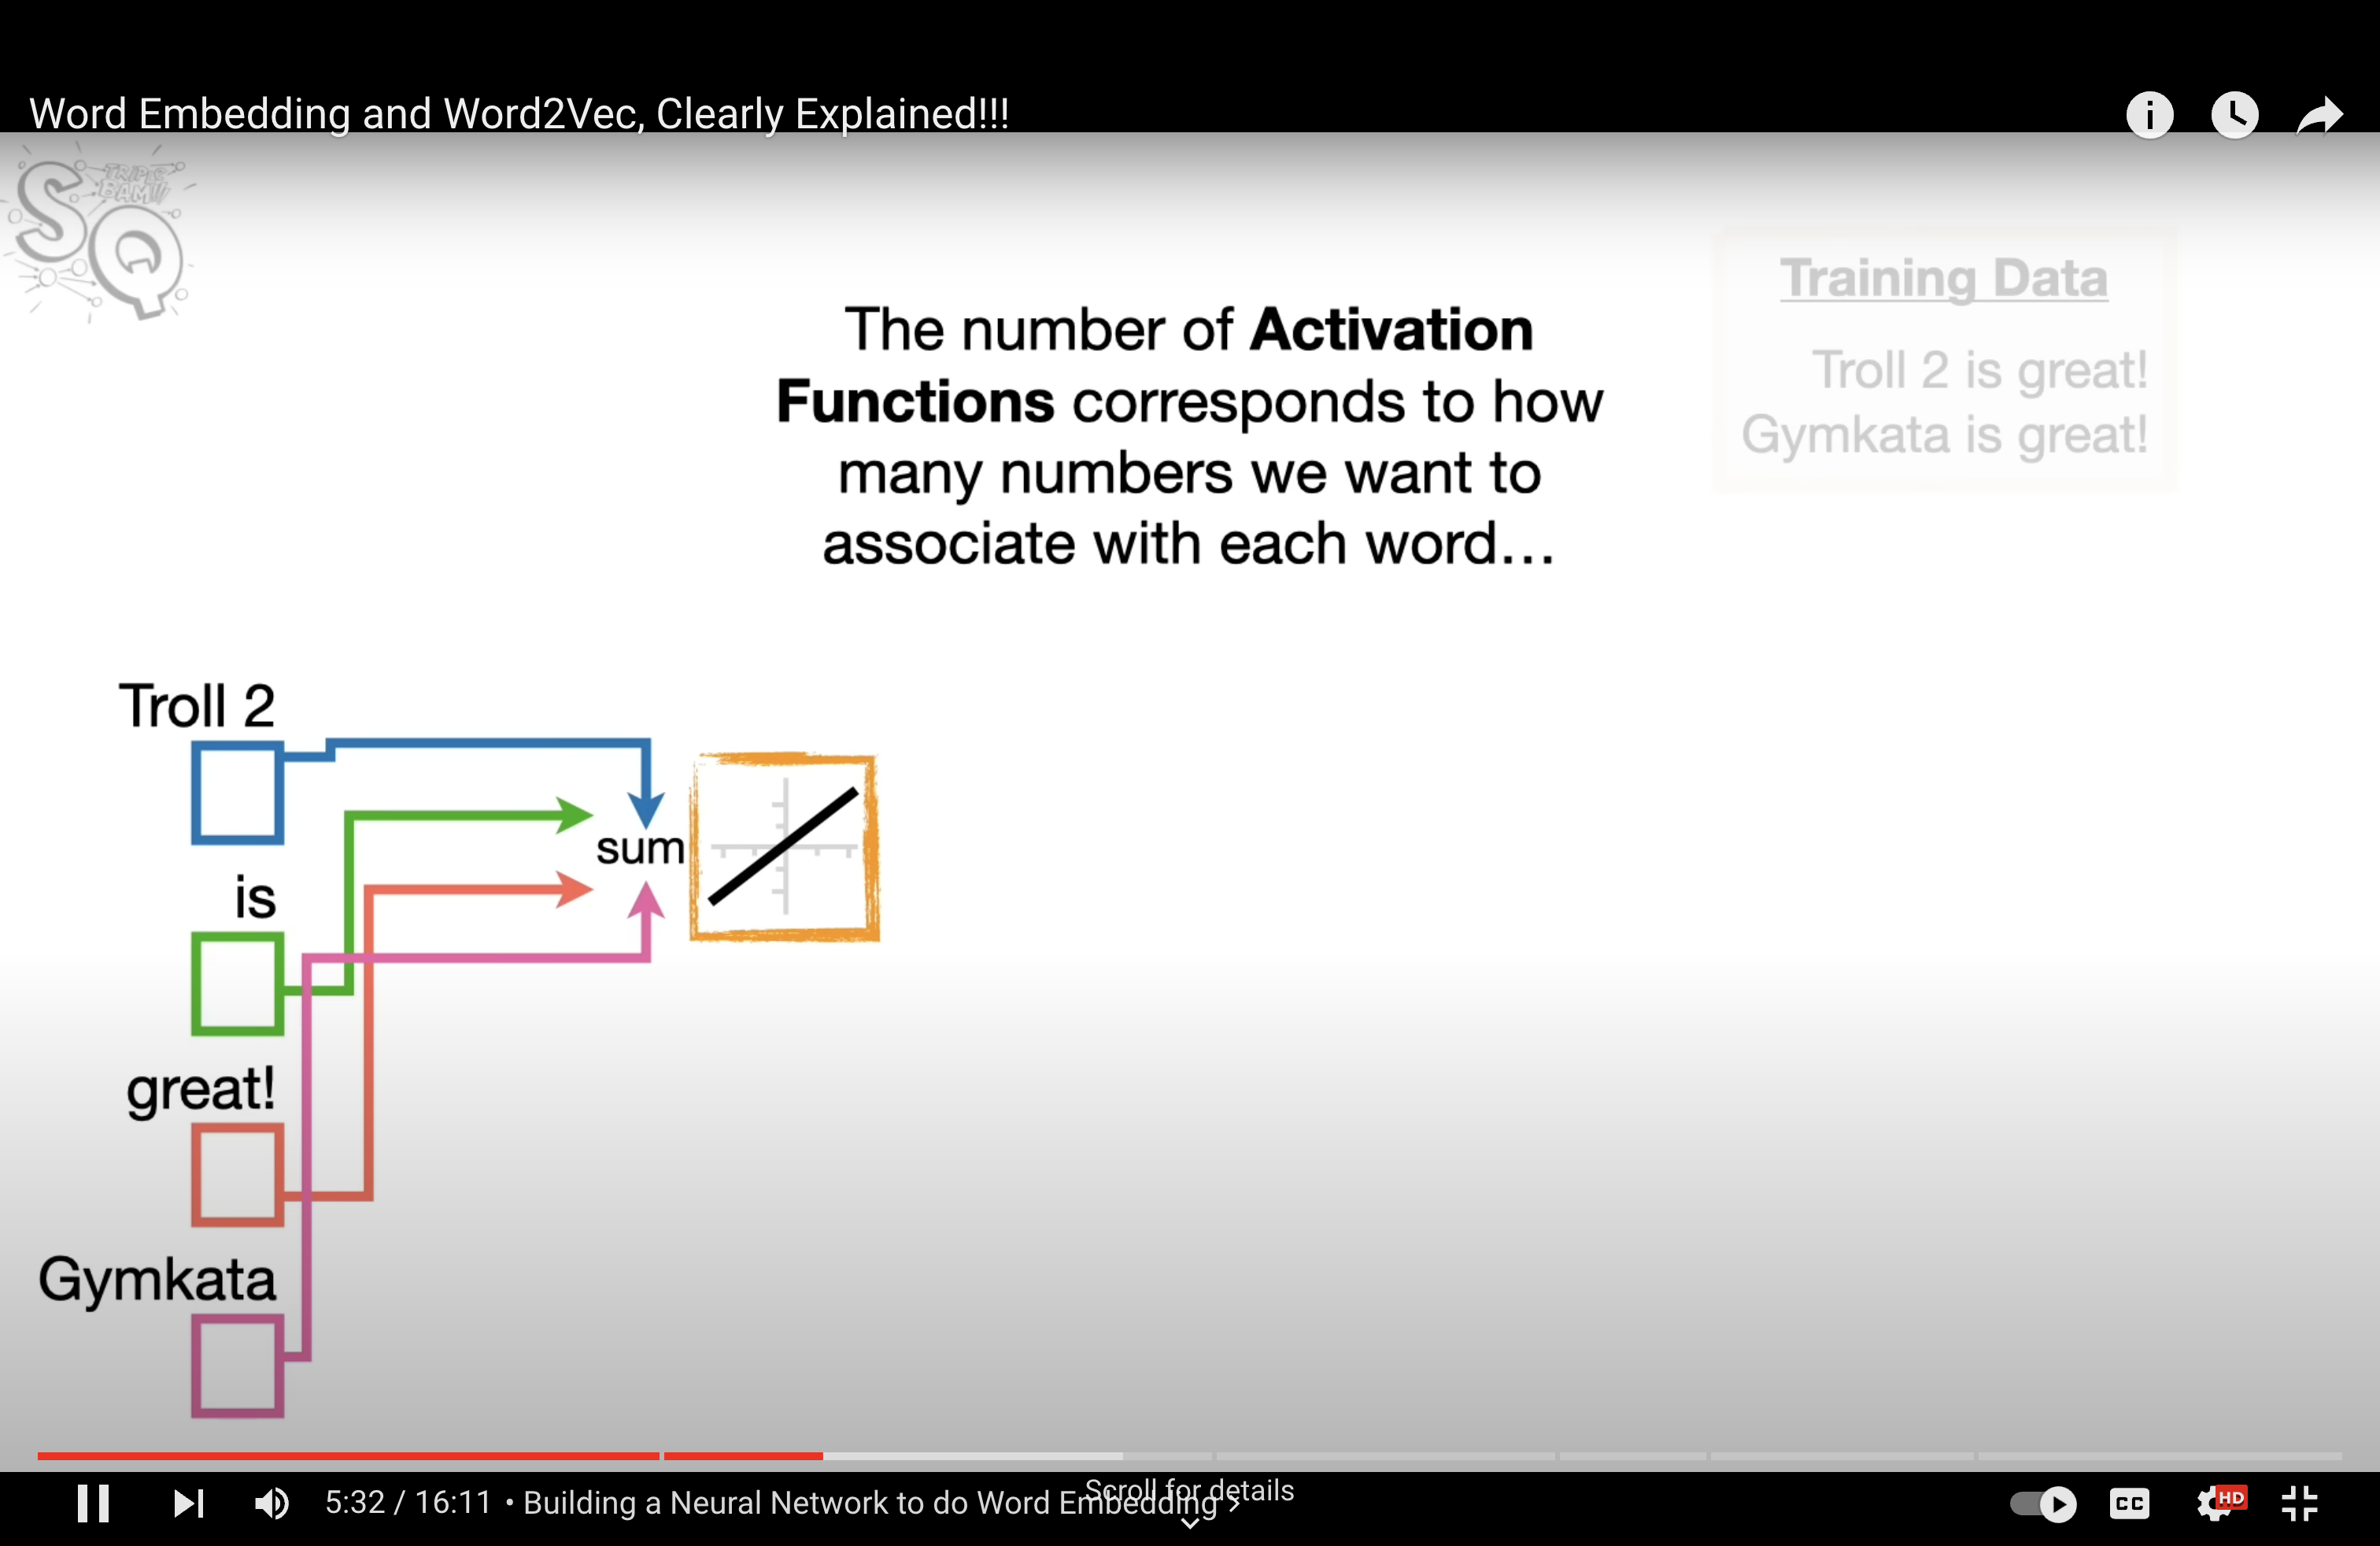 Word Embedding and Word2Vec, Clearly Explained!!!
SQ
TRIPLE
BAM!!!
Training Data
Troll 2 is great!
Gymkata is great!
The number of Activation
Functions corresponds to how
many numbers we want to
associate with each word…
Troll 2
is
great!
Gymkata
sum
5:32 / 16:11 • Building a Neural Network to do Word Embedding ›
Scroll for details
CC
HD